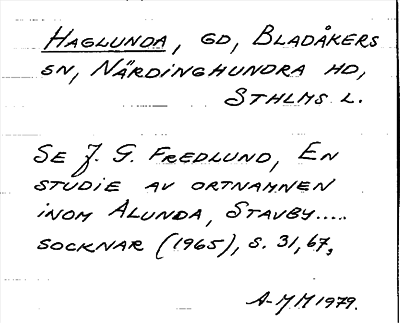 HAGLUNDA, GD, BLADÅKERS
SN, NÄRDINGHUNDRA HD,
STHLMS L.
SE J. G. FREDLUND, EN
STUDIE AV ORTNAMNEN
INOM ALUNDA, STAVBY.....
SOCKNAR (1965), S. 31, 67,
A-MM 1979.